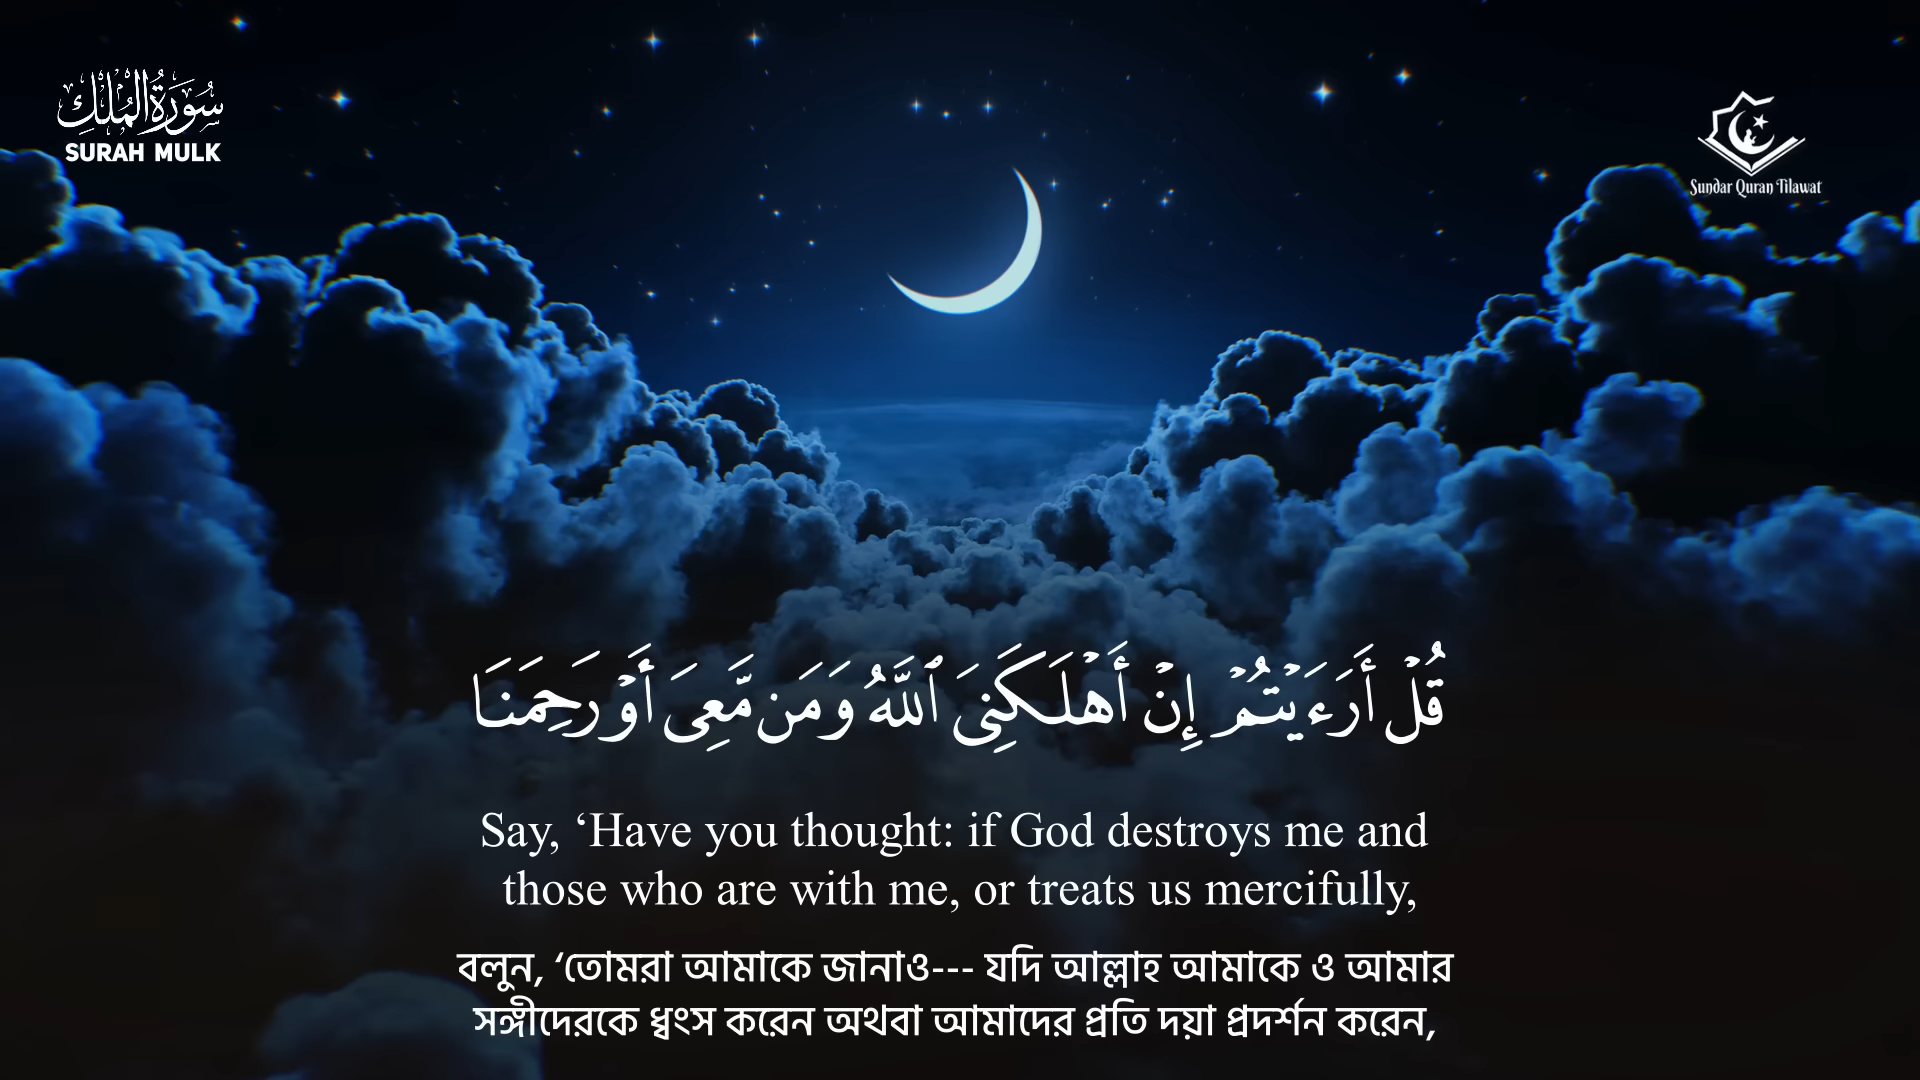 سُورَةُ الْمُلْكِ
SURAH MULK
Sundar Quran Tilawat
قُلۡ أَرَءَيۡتُمۡ إِنۡ أَهۡلَكَنِىَ ٱللَّهُ وَمَن مَّعِىَ أَوۡ رَحِمَنَا
Say, ‘Have you thought: if God destroys me and
those who are with me, or treats us mercifully,
বলুন, ‘তোমরা আমাকে জানাও--- যদি আল্লাহ আমাকে ও আমার
সঙ্গীদেরকে ধ্বংস করেন অথবা আমাদের প্রতি দয়া প্রদর্শন করেন,